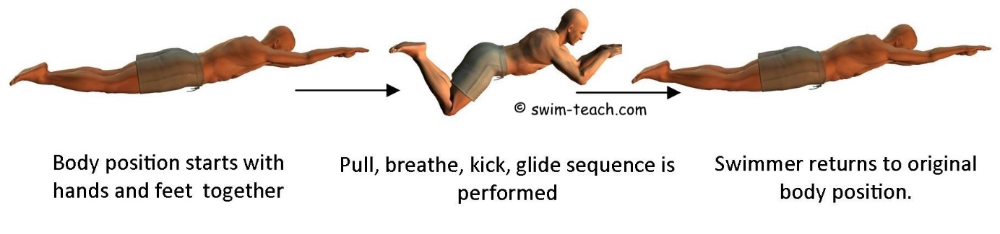 © swim-teach.com
Body position starts with
hands and feet together
Pull, breathe, kick, glide sequence is
performed
Swimmer returns to original
body position.